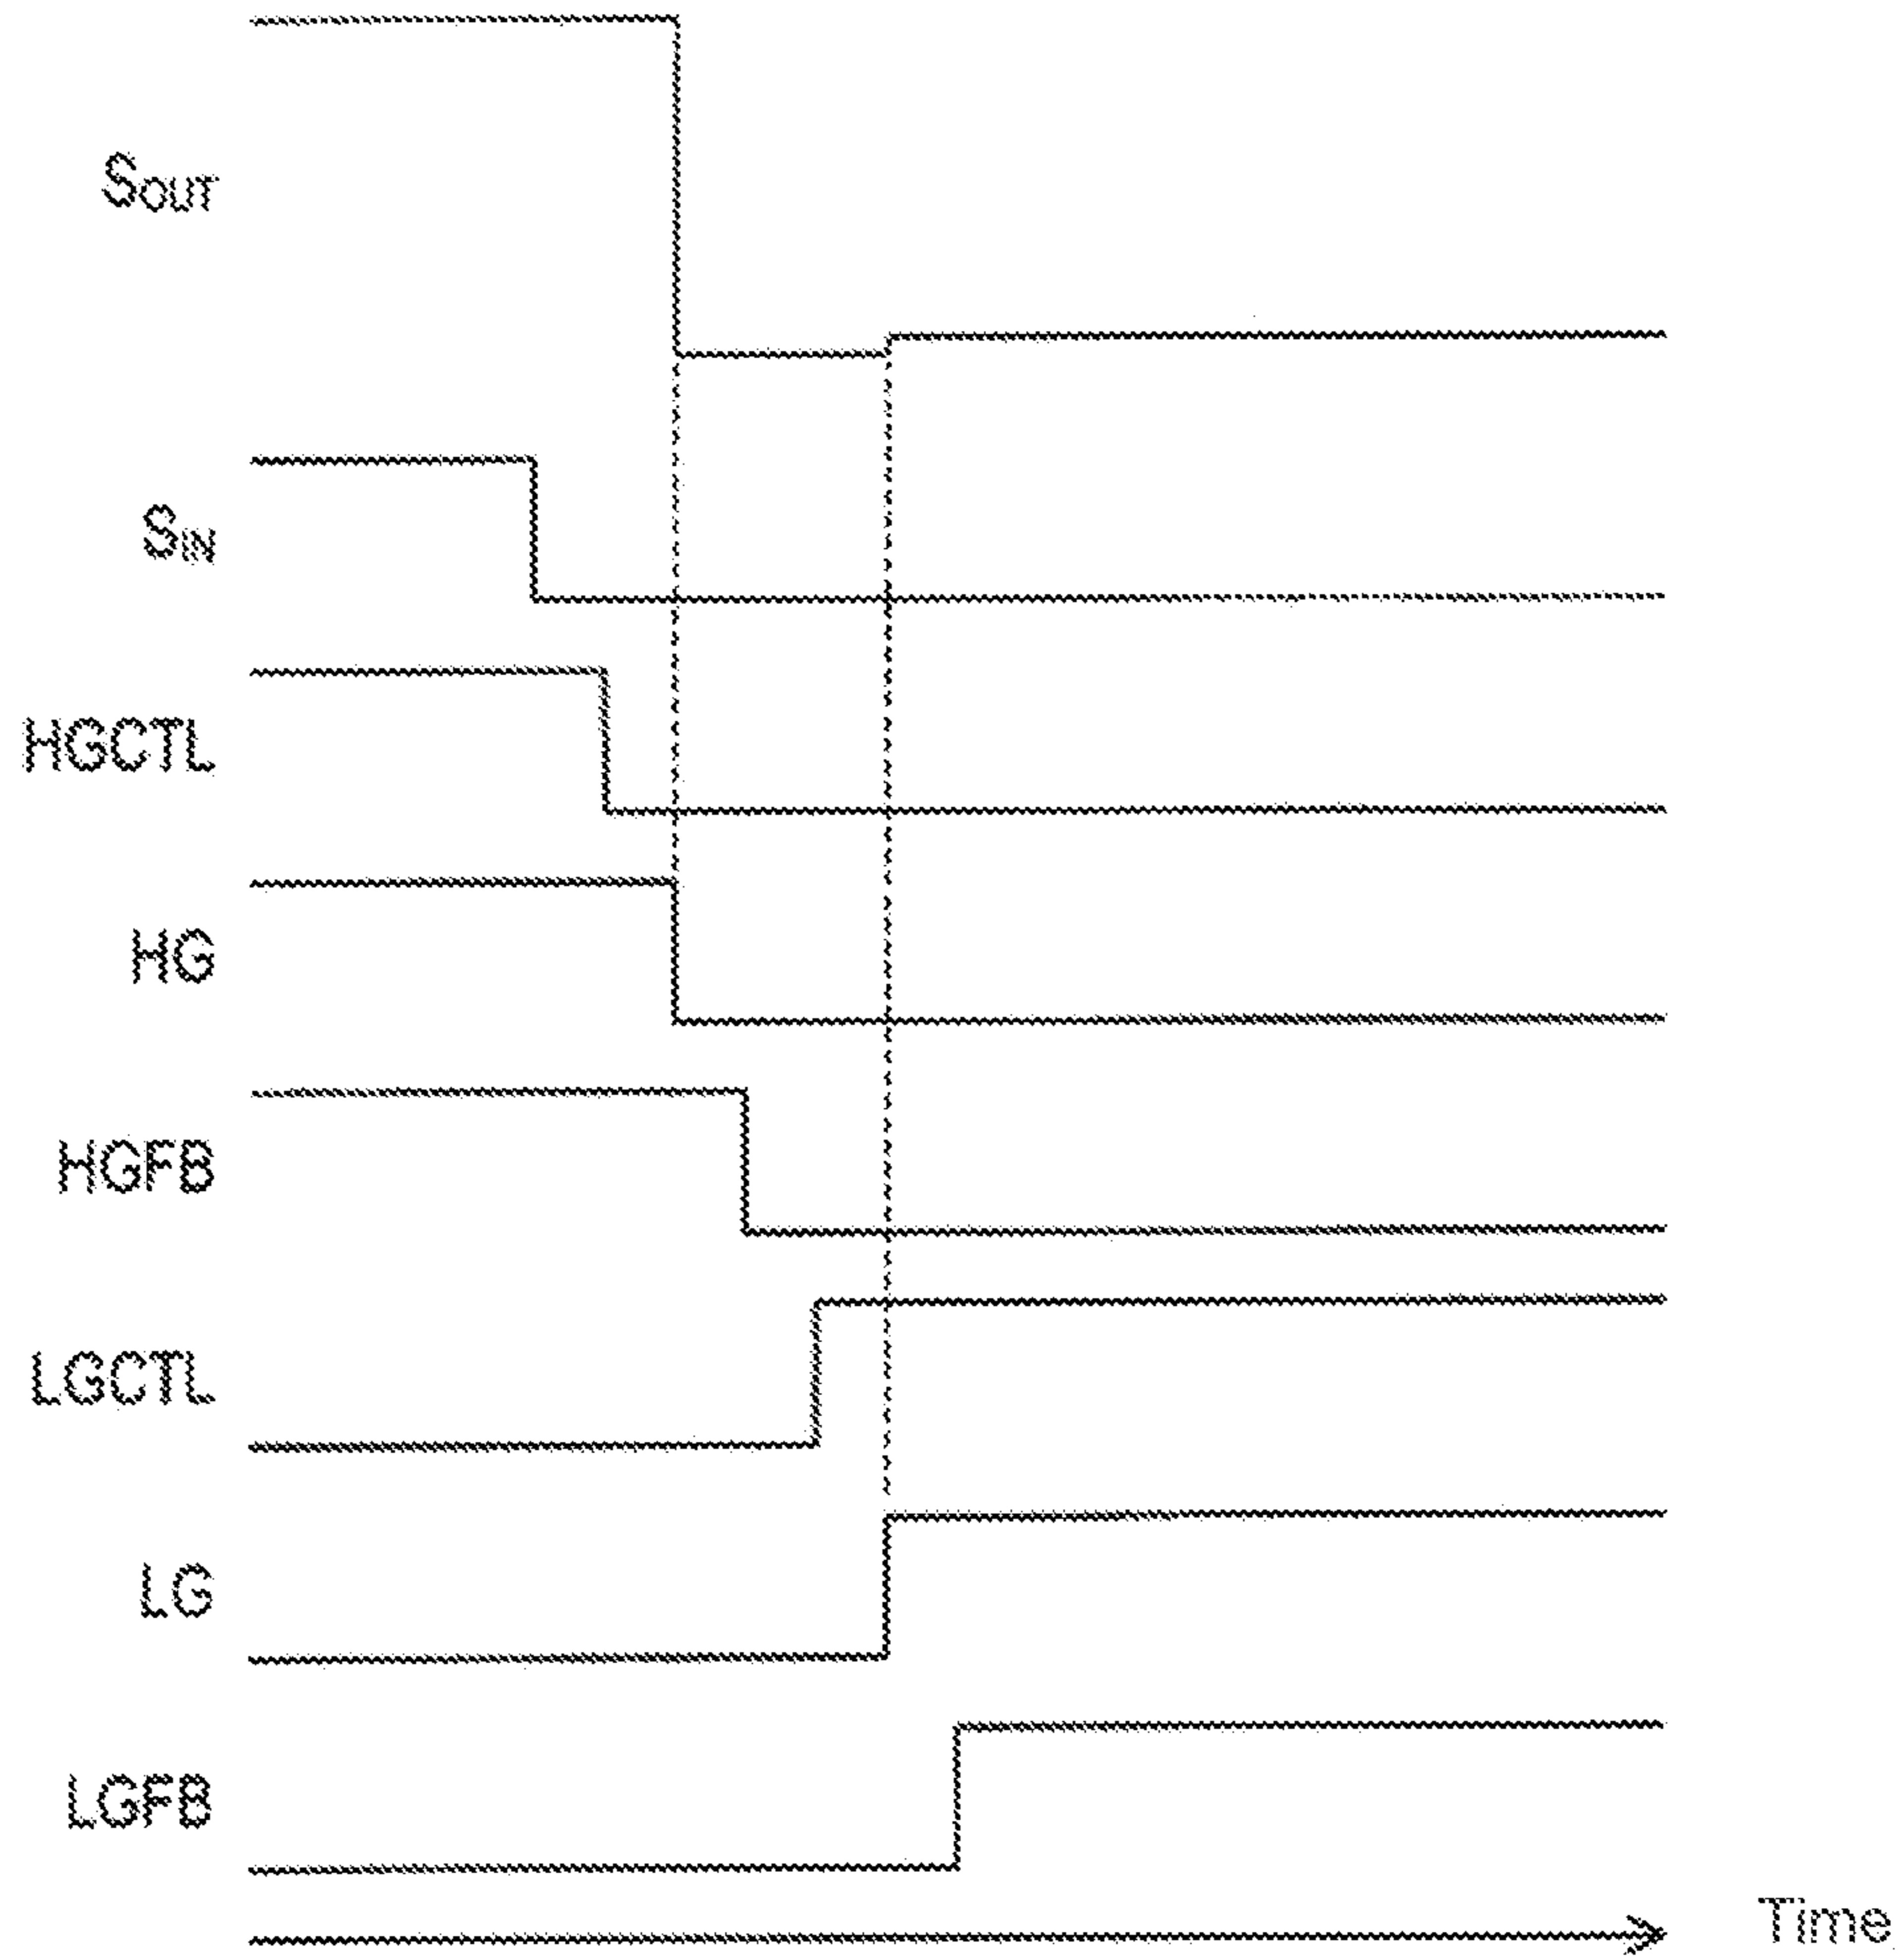 SOUT
SIN
HGCTL
HG
HGFB
LGCTL
LG
LGFB
Time